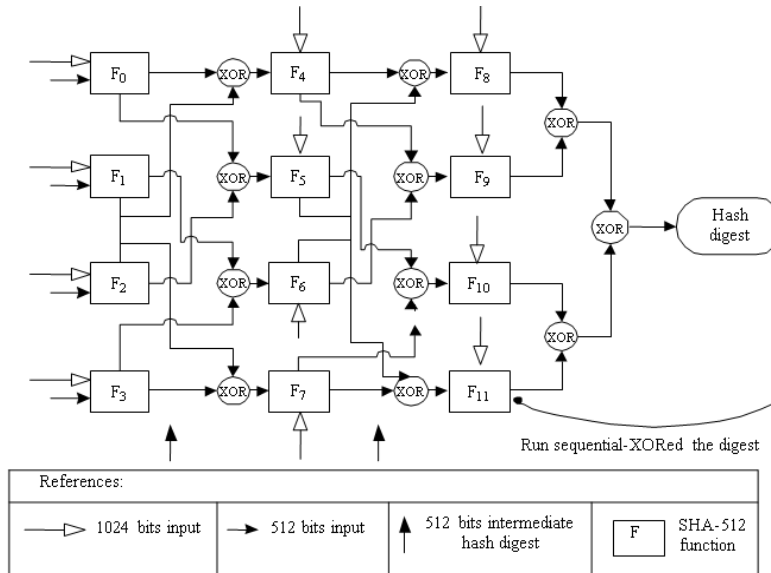 F0 XOR F4 XOR F8
XOR
F1 XOR F5 XOR F9
XOR Hash
digest
F2 XOR F6 XOR F10
XOR
F3 XOR F7 XOR F11
Run sequential-XORed the digest
References:
1024 bits input
512 bits input
512 bits intermediate
hash digest
F
SHA-512
function